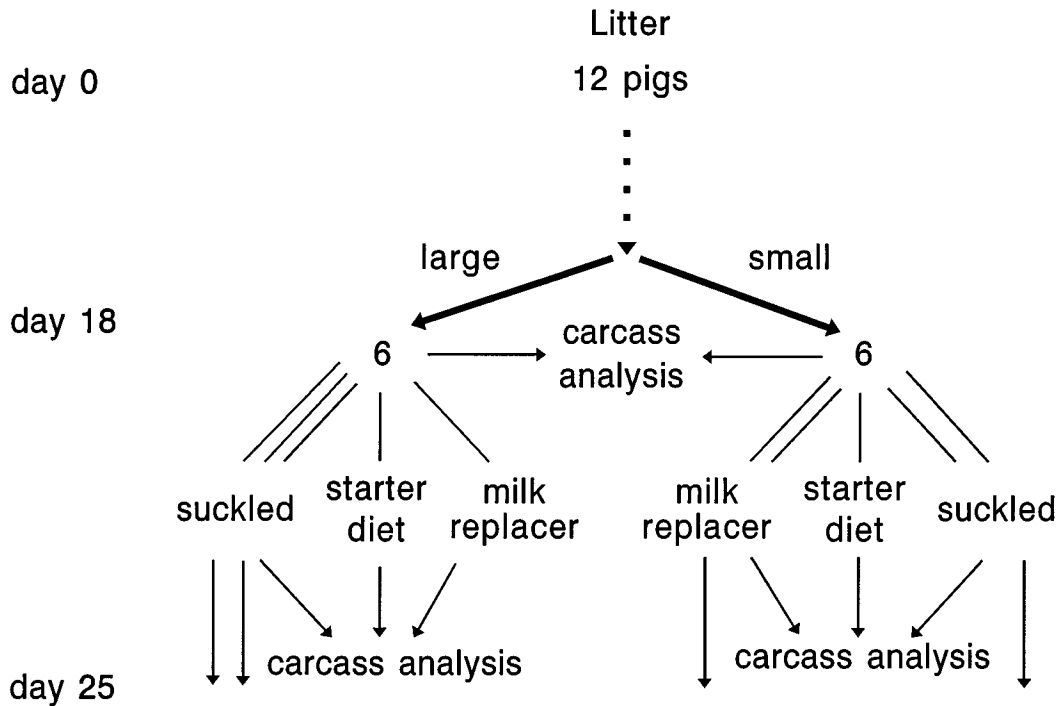 Litter
day 0
12 pigs
large
small
day 18
6
carcass
analysis
6
suckled
starter
diet
milk
replacer
milk
replacer
starter
diet
suckled
carcass analysis
carcass analysis
day 25